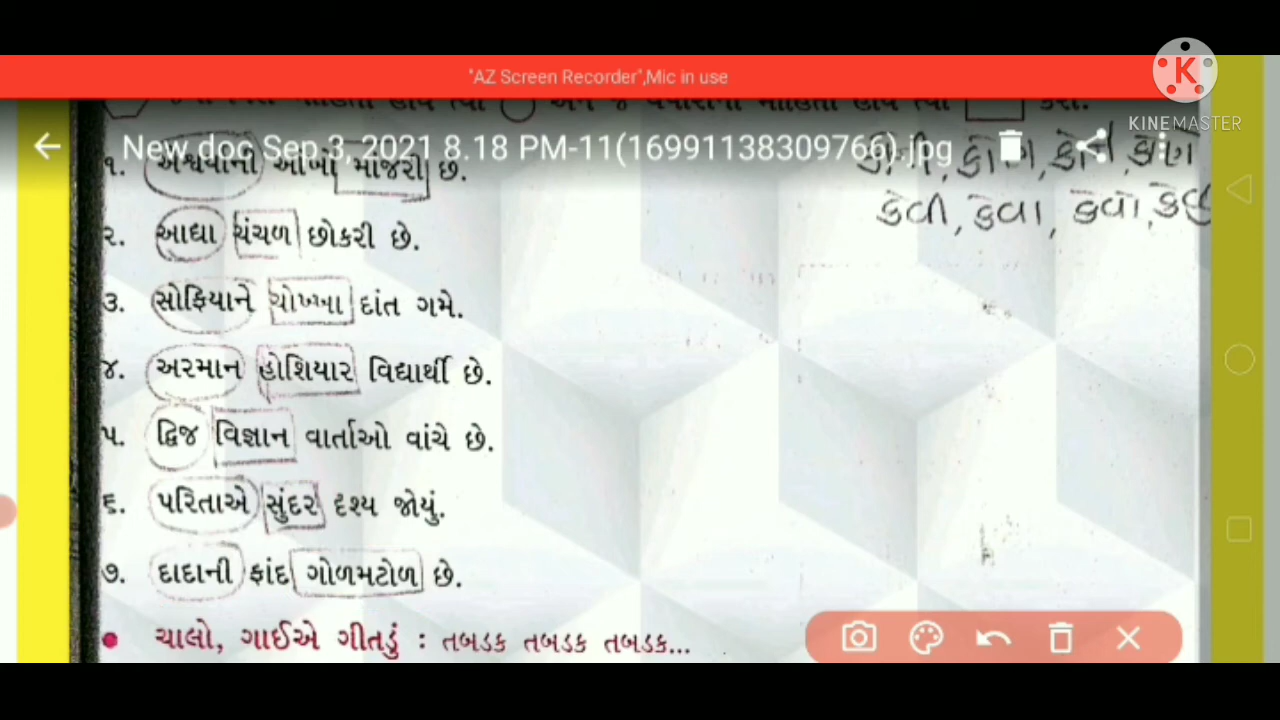 "AZ Screen Recorder",Mic in use
KINEMASTER
New doc Sep 3, 2021 8.18 PM-11(16991138309766).jpg
૧. અશ્વયાની આંખો માંજરી છે.
કેવી, કેવા, કેવો, કેવું
૨. આદ્યા ચંચળ છોકરી છે.
૩. સોફિયાને ચોખ્ખા દાંત ગમે.
૪. અરમાન હોશિયાર વિદ્યાર્થી છે.
૫. દ્વિજ વિજ્ઞાન વાર્તાઓ વાંચે છે.
૬. પરિતાએ સુંદર દૃશ્ય જોયું.
૭. દાદાની ફાંદ ગોળમટોળ છે.
● ચાલો, ગાઈએ ગીતડું : તબડક તબડક તબડક...